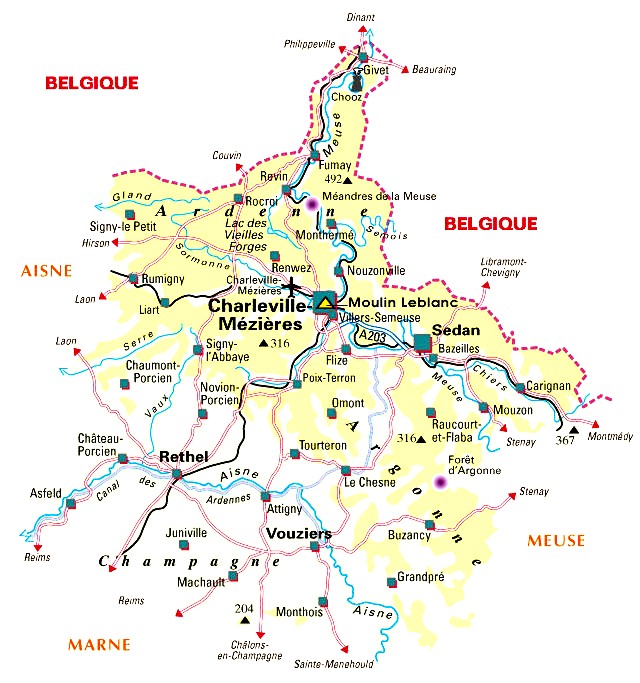 Dinant
Philippeville
Givet
Beauraing
BELGIQUE
Chooz
Meuse
Couvin
Fumay
492
Revin
Gland
Rocroi
Méandres de la Meuse
Ardenne
Signy-le Petit
Lac des
Vieilles
Forges
Monthermé
Semois
BELGIQUE
Hirson
Sormonne
Renwez
Nouzonville
Libramont-
Chevigny
AISNE
Rumigny
Charleville-
Mézières
Laon
Liart
Charleville-
Mézières
Moulin Leblanc
Villers-Semeuse
Sedan
A203
Bazeilles
Laon
Serre
Signy-
l'Abbaye
316
Flize
Chaumont-
Porcien
Vaux
Novion-
Porcien
Poix-Terron
Meuse
Chiers
Carignan
Omont
Mouzon
Raucourt-
et-Flaba
316
Stenay
367
Montmédy
Argonne
Château-
Porcien
Rethel
Tourteron
Forêt
d'Argonne
Aisne
Le Chesne
Asfeld
Canal des Ardennes
Attigny
Stenay
Reims
Juniville
Vouziers
Buzancy
MEUSE
Champagne
Machault
Grandpré
Reims
204
Monthois
Aisne
MARNE
Châlons-
en-Champagne
Sainte-Menehould